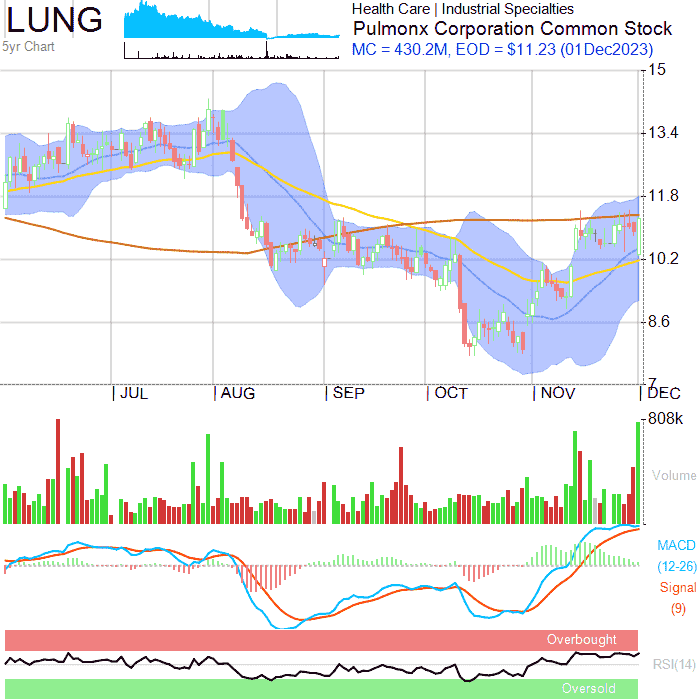 LUNG
5yr Chart
Health Care | Industrial Specialties
Pulmonx Corporation Common Stock
MC = 430.2M, EOD = $11.23 (01Dec2023)
15
13.4
11.8
10.2
8.6
7
JUL AUG SEP OCT NOV DEC
808k
Volume
MACD
(12-26)
Signal
(9)
Overbought
RSI(14)
Oversold